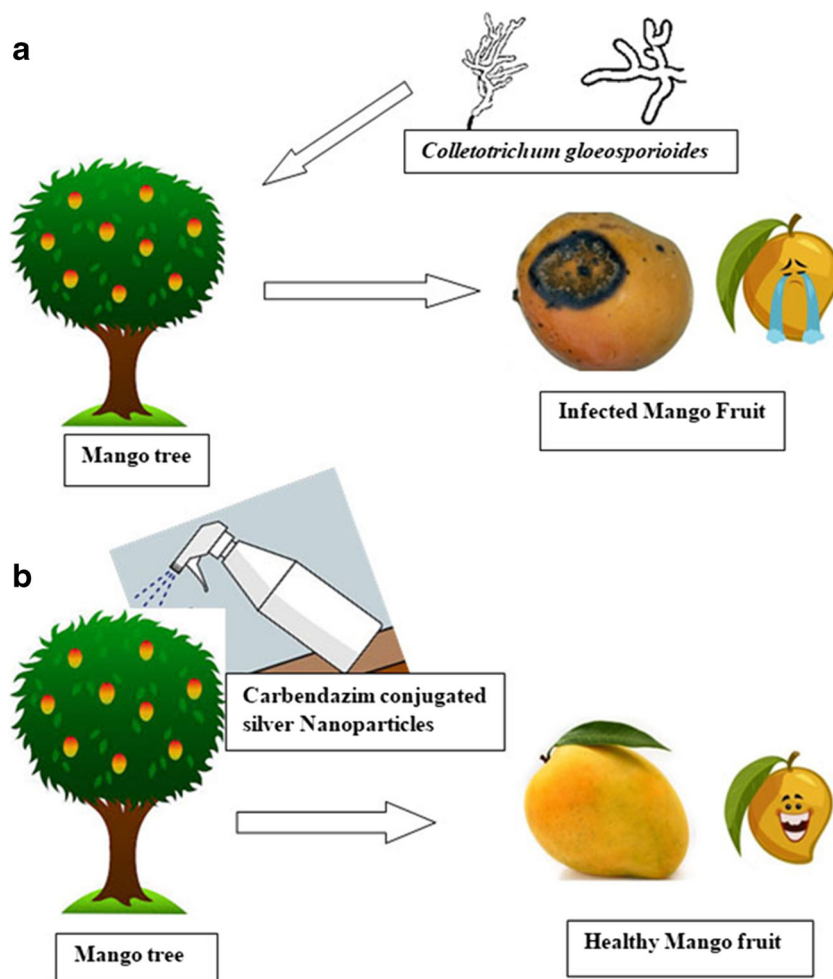 a
Colletotrichum gloeosporioides
Infected Mango Fruit
Mango tree
b
Carbendazim conjugated
silver Nanoparticles
Healthy Mango fruit
Mango tree